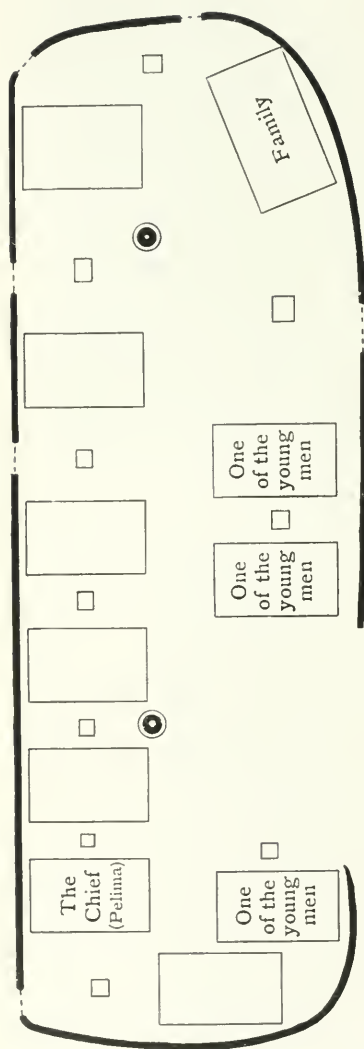 Family
One
of the
young
men
One
of the
young
men
The
Chief
(Pelima)
One
of the
young
men